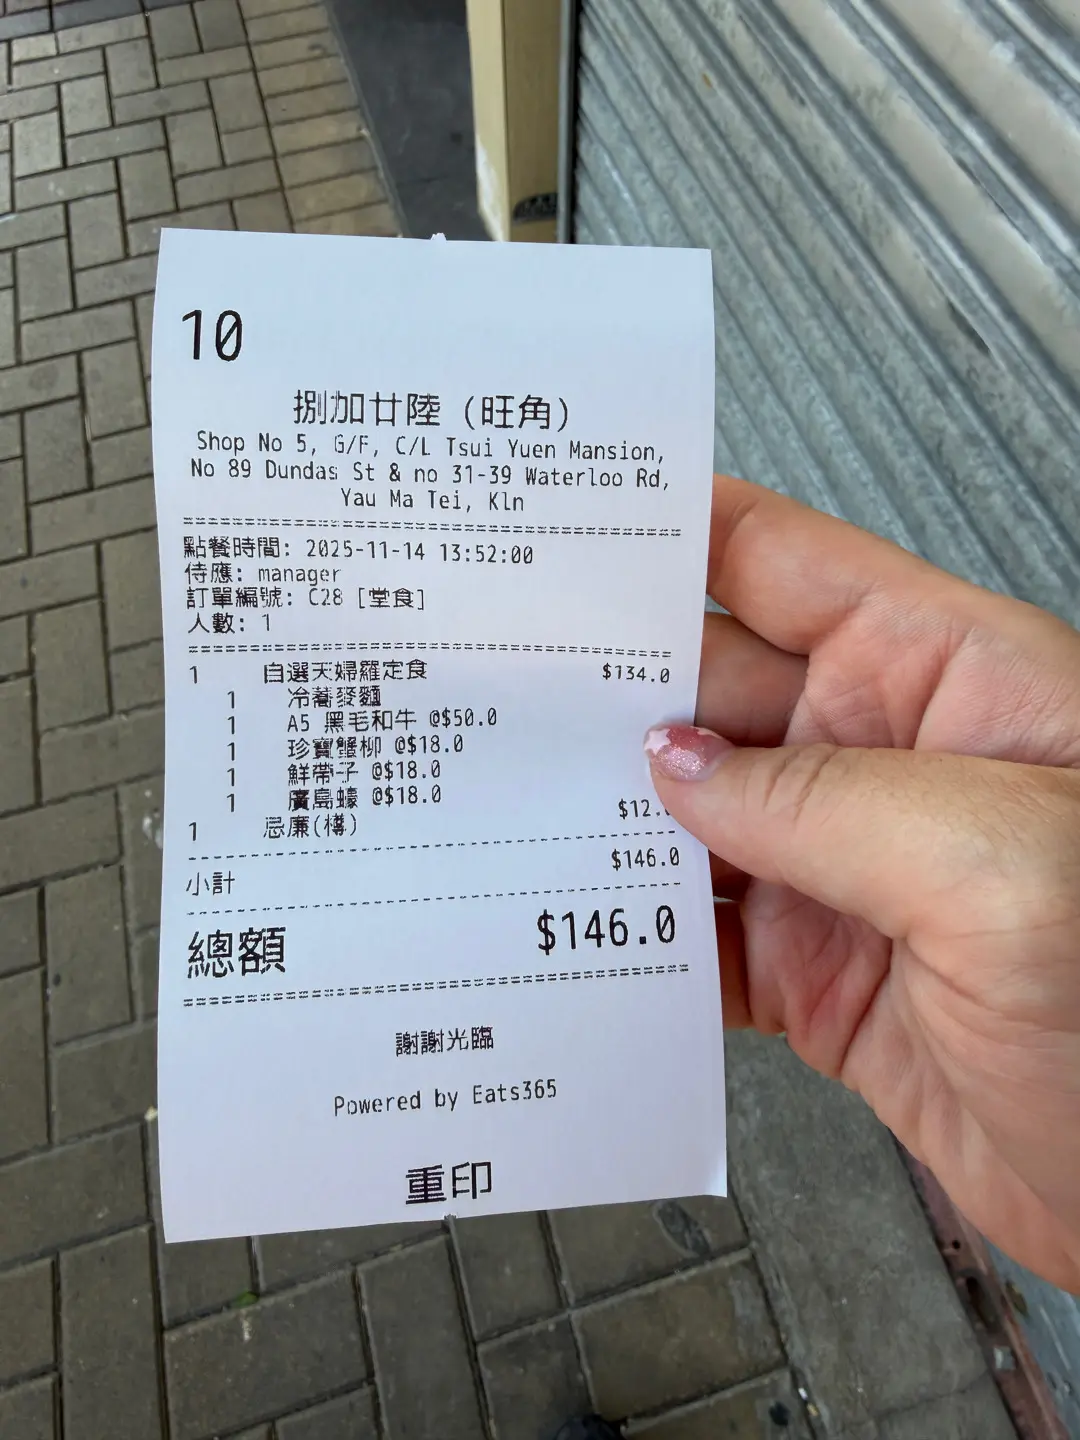 10
捌加廿陸 (旺角)
Shop No 5, G/F, C/L Tsui Yuen Mansion,
No 89 Dundas St & no 31-39 Waterloo Rd,
Yau Ma Tei, Kln
點餐時間: 2025-11-14 13:52:00
侍應: manager
訂單編號: C28 [堂食]
人數: 1
1 自選天婦羅定食 $134.0
1 冷蕎麥麵
1 A5 黑毛和牛 @$50.0
1 珍寶蟹柳 @$18.0
1 鮮帶子 @$18.0
1 廣島蠔 @$18.0
1 忌廉(樽) $12.
小計 $146.0
總額 $146.0
謝謝光臨
Powered by Eats365
重印